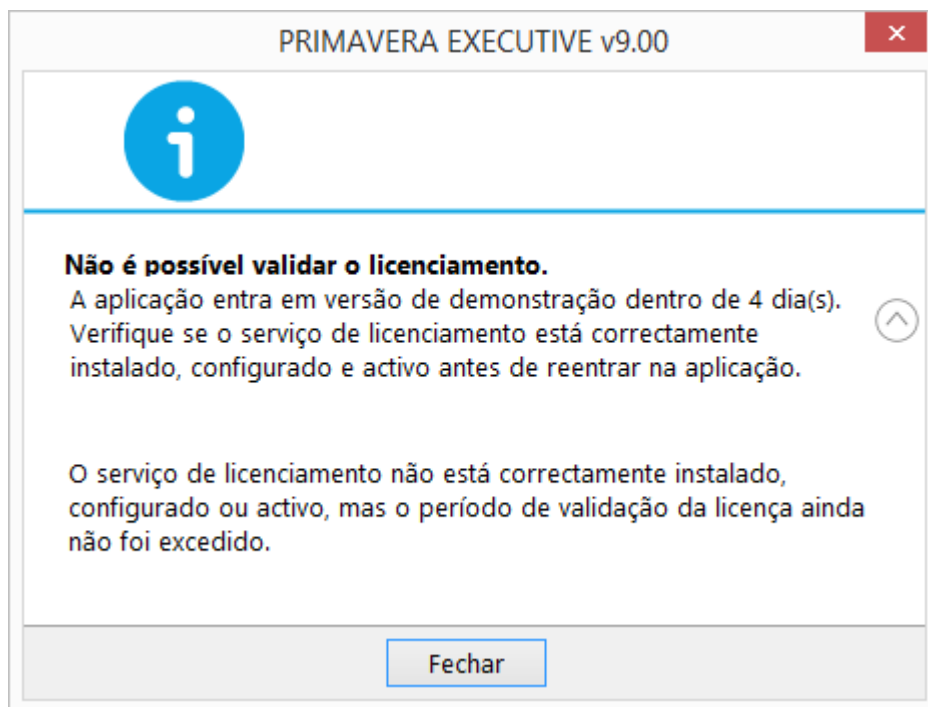 PRIMAVERA EXECUTIVE v9.00
Não é possível validar o licenciamento.
A aplicação entra em versão de demonstração dentro de 4 dia(s).
Verifique se o serviço de licenciamento está correctamente
instalado, configurado e activo antes de reentrar na aplicação.
O serviço de licenciamento não está correctamente instalado,
configurado ou activo, mas o período de validação da licença ainda
não foi excedido.
Fechar